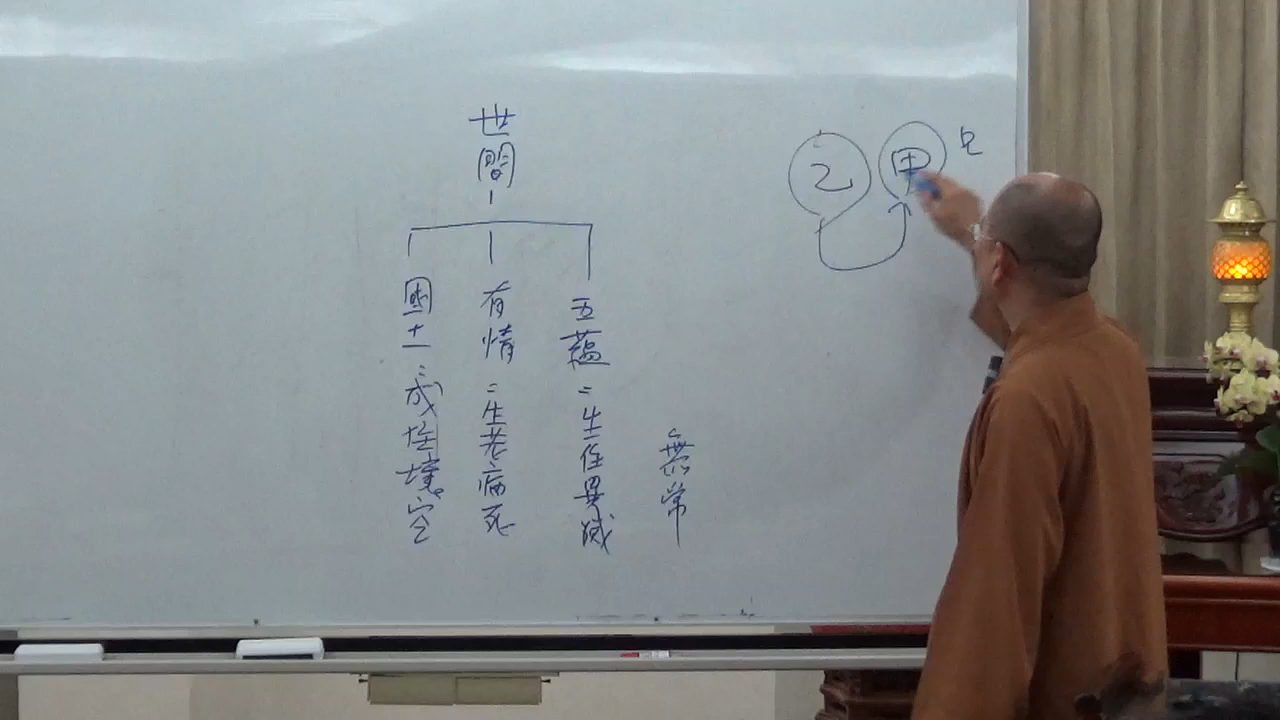 世間
五蘊：生住異滅
有情：生老病死
國土：成住壞空
無常
甲
乙